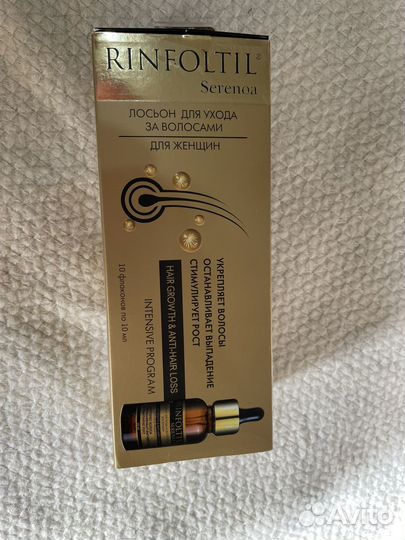 RINFOLTIL®
Serenoa
ЛОСЬОН ДЛЯ УХОДА
ЗА ВОЛОСАМИ
ДЛЯ ЖЕНЩИН
УКРЕПЛЯЕТ ВОЛОСЫ
ОСТАНАВЛИВАЕТ ВЫПАДЕНИЕ
СТИМУЛИРУЕТ РОСТ
HAIR GROWTH & ANTI-HAIR LOSS
INTENSIVE PROGRAM
10 флаконов по 10 мл
RINFOLTIL
Avito